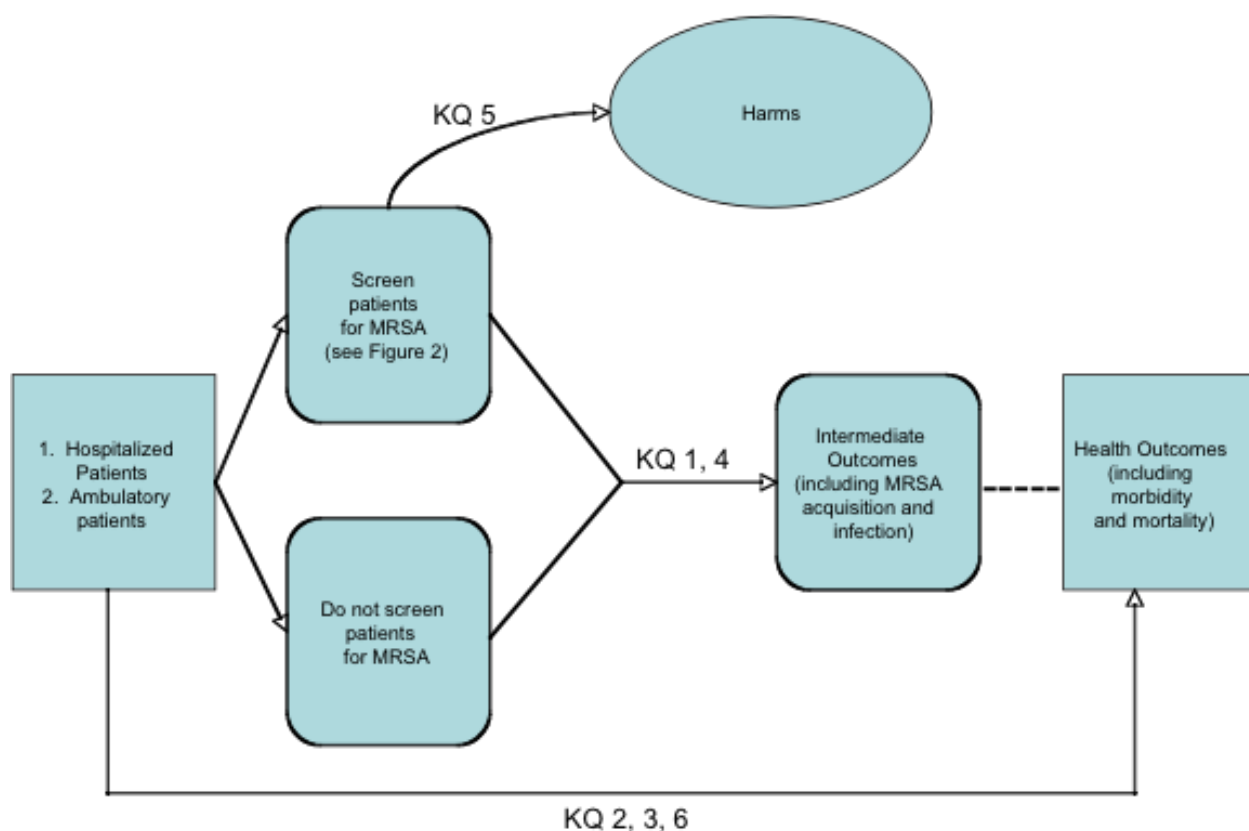 KQ 5
Harms
Screen
patients
for MRSA
(see Figure 2)
1. Hospitalized
Patients
2. Ambulatory
patients
KQ 1, 4
Intermediate
Outcomes
(including MRSA
acquisition and
infection)
Health Outcomes
(including
morbidity
and mortality)
Do not screen
patients
for MRSA
KQ 2, 3, 6